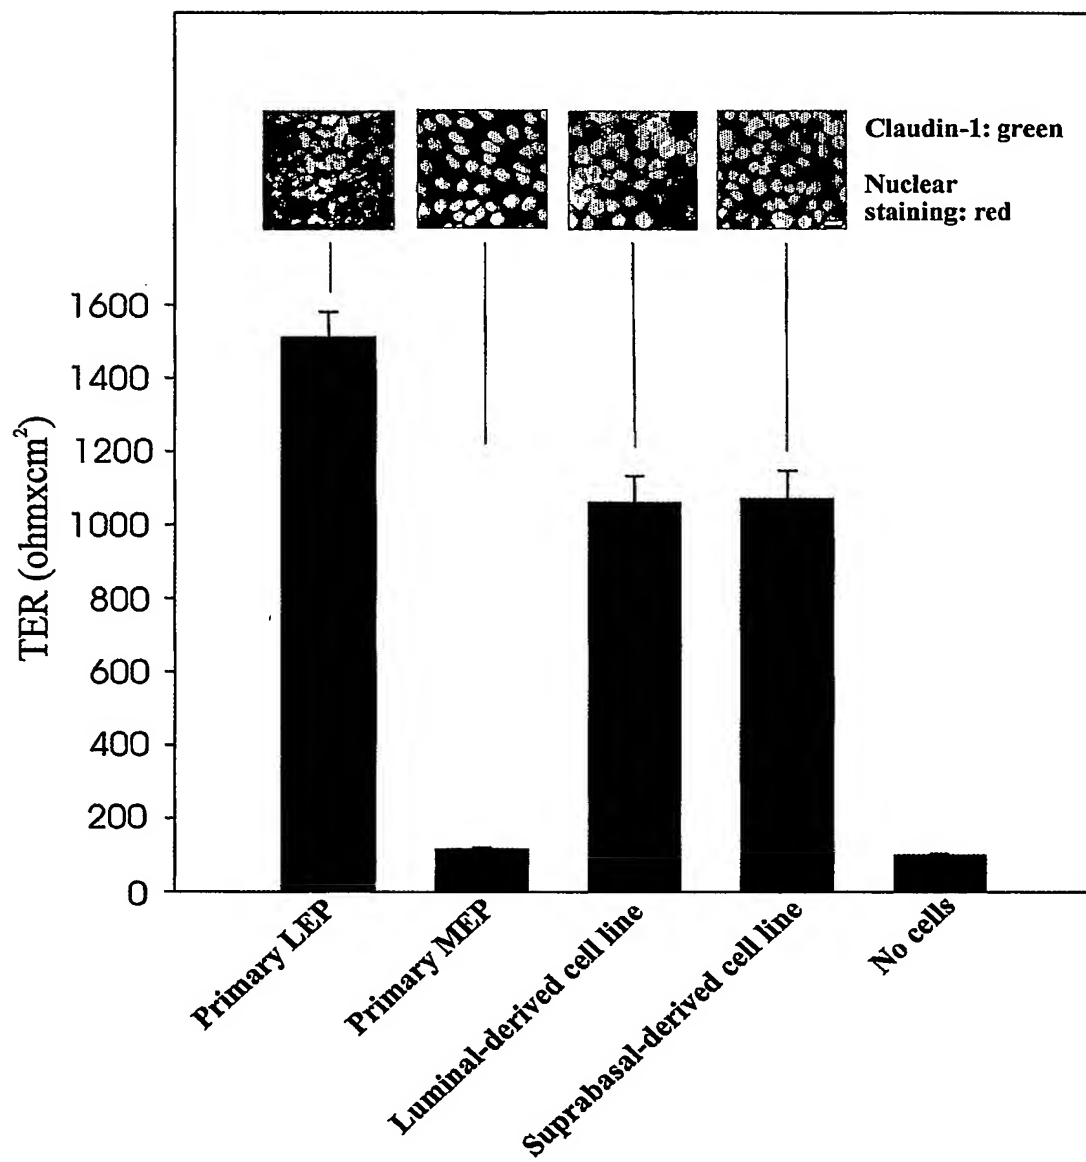 Claudin-1: green
Nuclear
staining: red
1600
1400
1200
1000
800
600
400
200
0
TER (ohmxcm²)
Primary LEP
Primary MEP
Luminal-derived cell line
Suprabasal-derived cell line
No cells